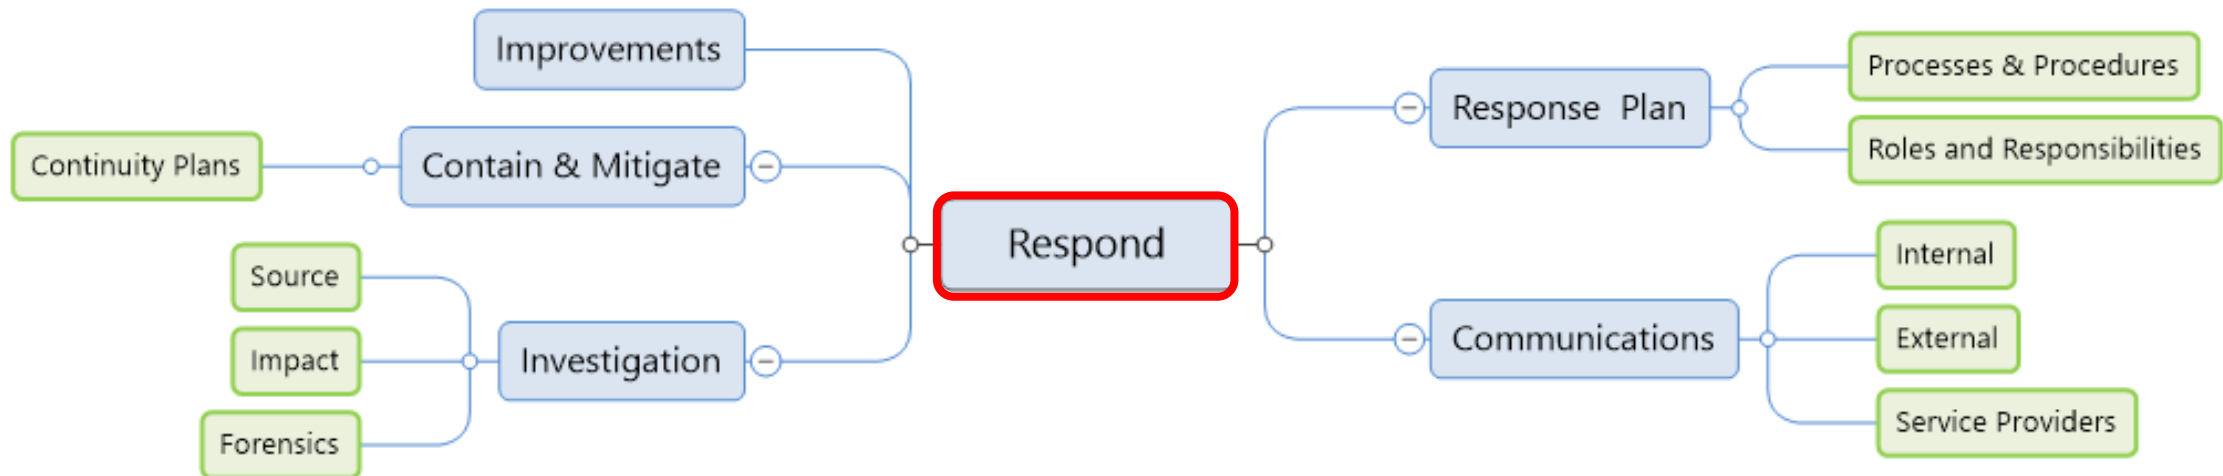 Improvements
Contain & Mitigate
Continuity Plans
Investigation
Source
Impact
Forensics
Respond
Response Plan
Processes & Procedures
Roles and Responsibilities
Communications
Internal
External
Service Providers